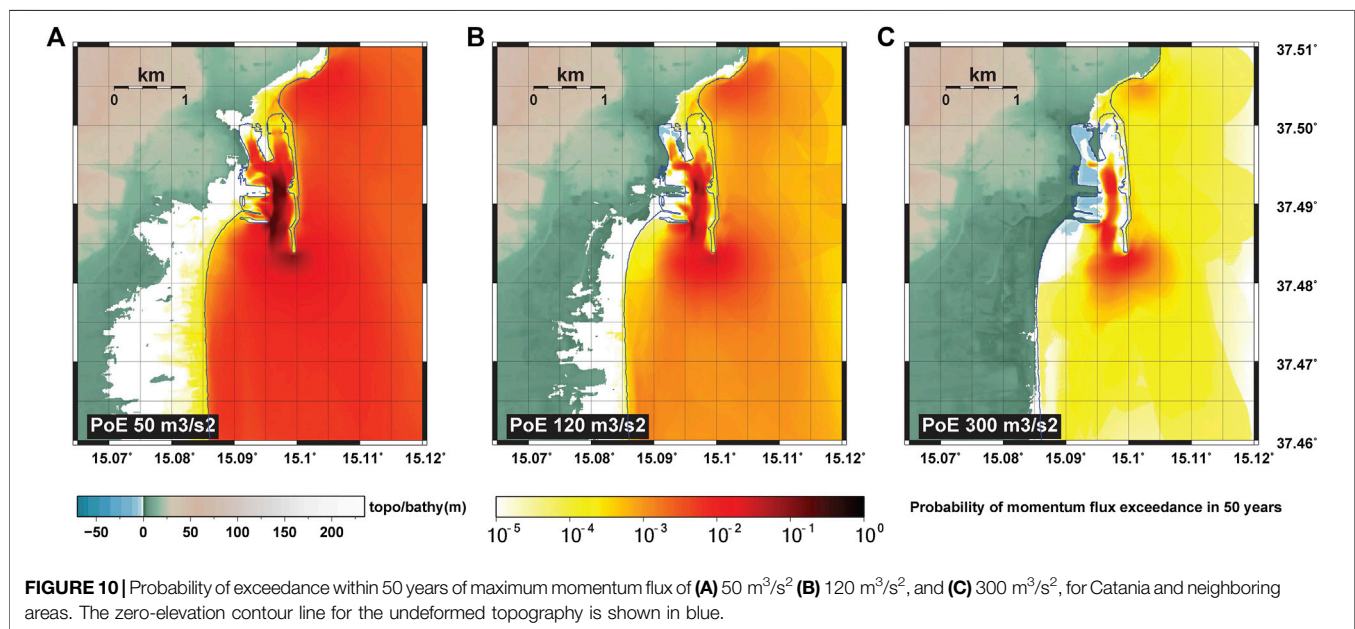 A
B
C
km
0 1
km
0 1
km
0 1
37.51°
37.50°
37.49°
37.48°
37.47°
37.46°
PoE 50 m3/s2
PoE 120 m3/s2
PoE 300 m3/s2
15.07° 15.08° 15.09° 15.1° 15.11° 15.12°
15.07° 15.08° 15.09° 15.1° 15.11° 15.12°
15.07° 15.08° 15.09° 15.1° 15.11° 15.12°
topo/bathy(m)
−50 0 50 100 150 200
10⁻⁵ 10⁻⁴ 10⁻³ 10⁻² 10⁻¹ 10⁰
Probability of momentum flux exceedance in 50 years
FIGURE 10 | Probability of exceedance within 50 years of maximum momentum flux of (A) 50 m³/s² (B) 120 m³/s², and (C) 300 m³/s², for Catania and neighboring
areas. The zero-elevation contour line for the undeformed topography is shown in blue.